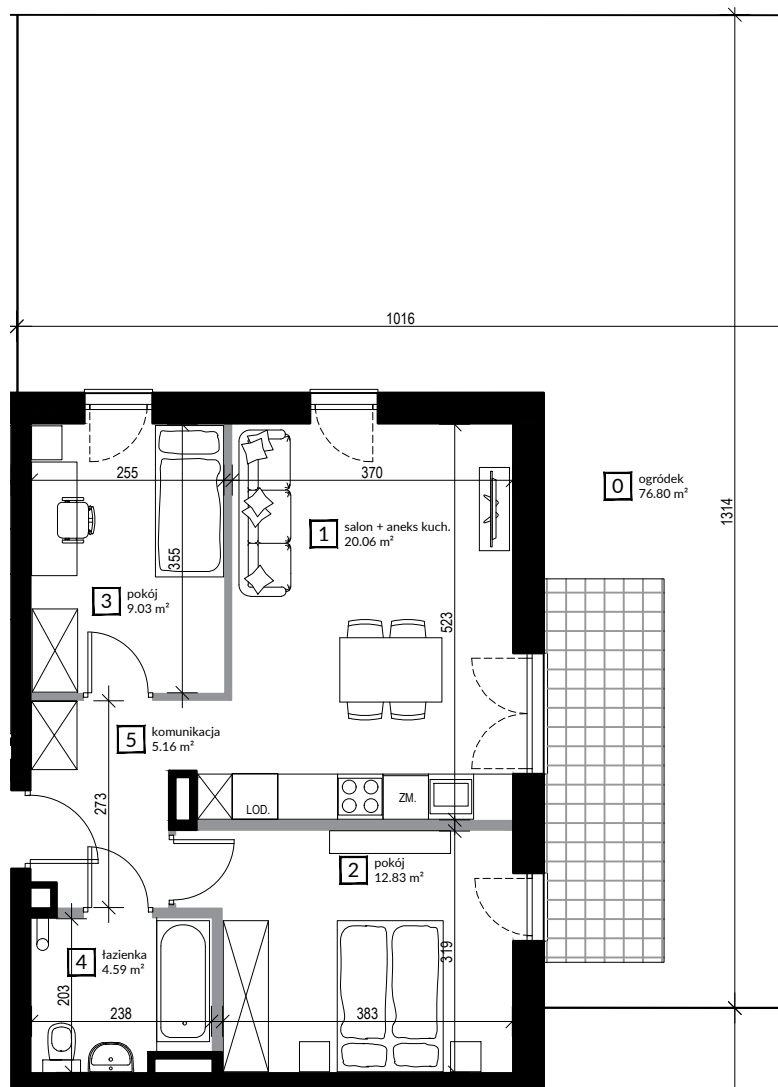 1016
1314
0
ogródek
76.80 m²
255
370
1
salon + aneks kuch.
20.06 m²
355
3
pokój
9.03 m²
523
5
komunikacja
5.16 m²
273
LOD.
ZM.
2
pokój
12.83 m²
4
łazienka
4.59 m²
319
203
238
383